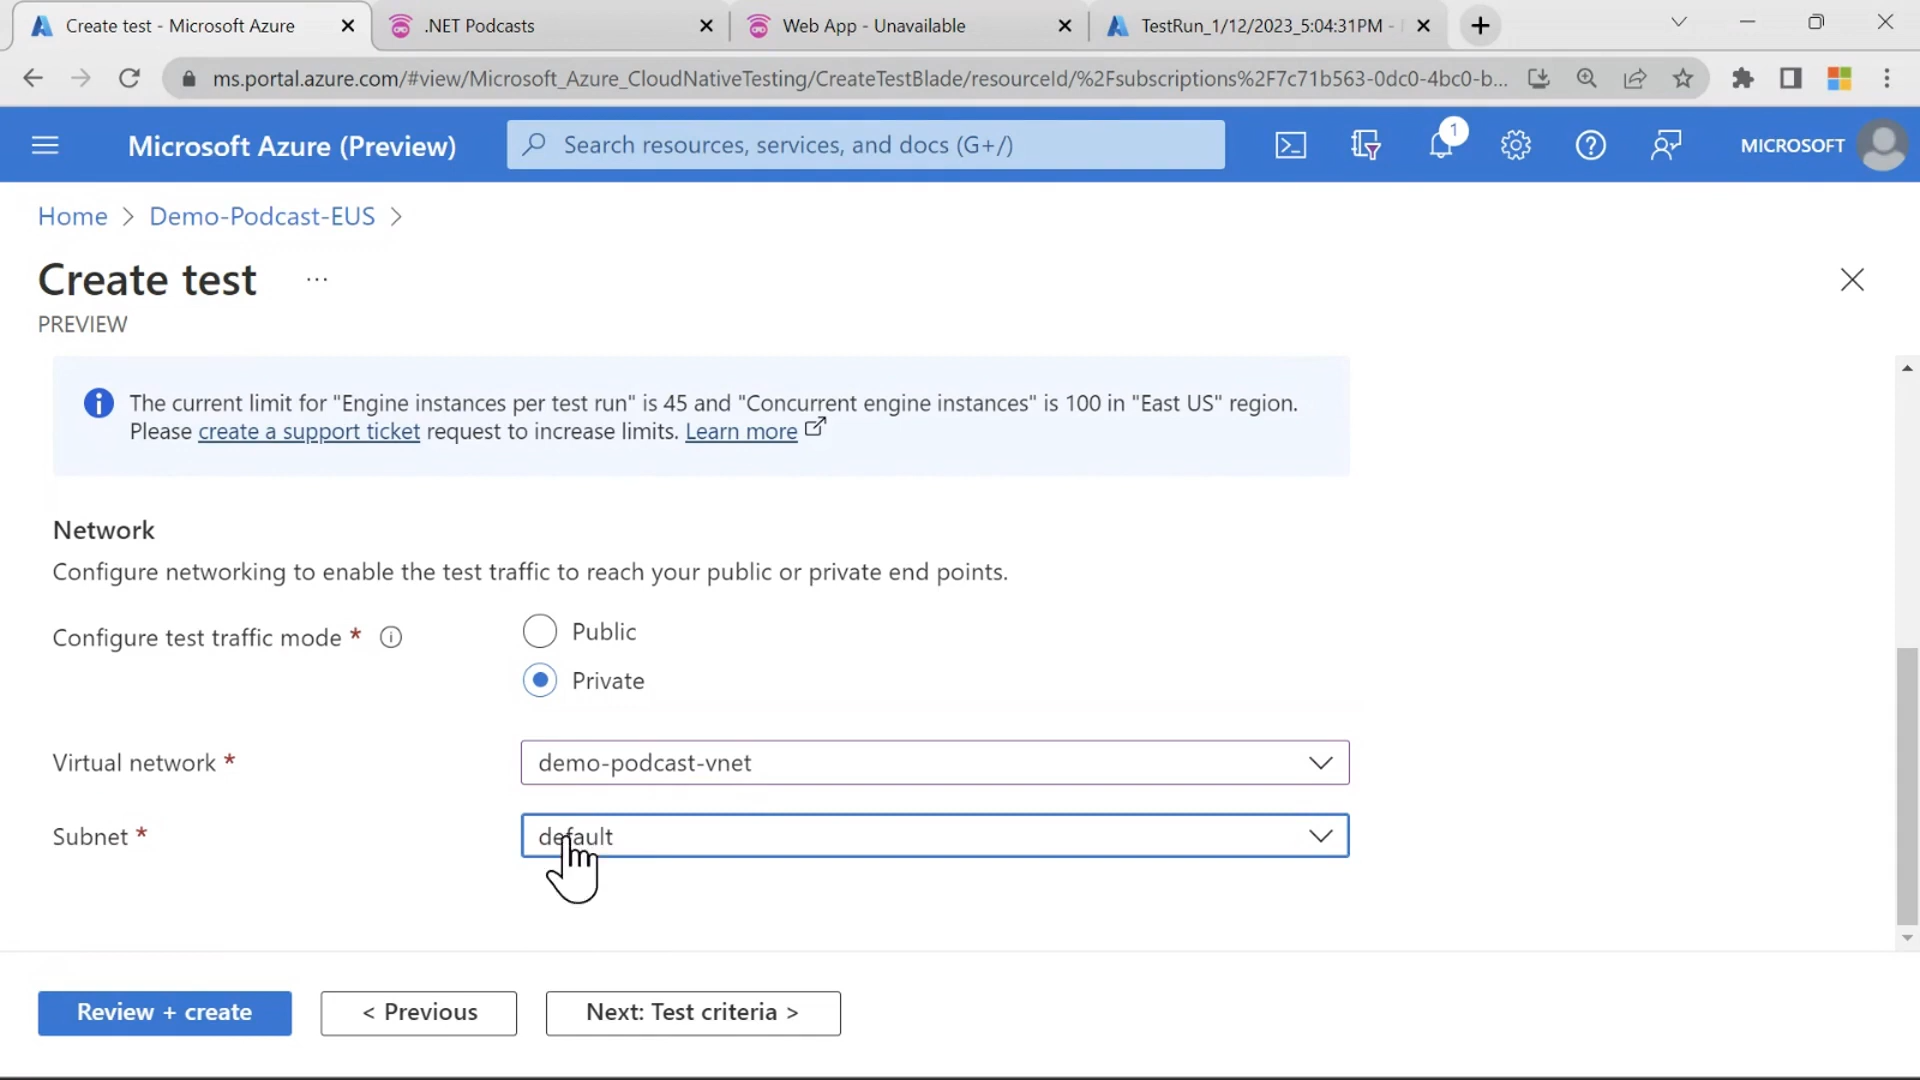 Create test - Microsoft Azure
.NET Podcasts
Web App - Unavailable
TestRun_1/12/2023_5:04:31PM -
ms.portal.azure.com/#view/Microsoft_Azure_CloudNativeTesting/CreateTestBlade/resourceId/%2Fsubscriptions%2F7c71b563-0dc0-4bc0-b...
Microsoft Azure (Preview)
Search resources, services, and docs (G+/)
1
MICROSOFT
Home > Demo-Podcast-EUS >
Create test ...
PREVIEW
The current limit for "Engine instances per test run" is 45 and "Concurrent engine instances" is 100 in "East US" region.
Please create a support ticket request to increase limits. Learn more
Network
Configure networking to enable the test traffic to reach your public or private end points.
Configure test traffic mode *
Public
Private
Virtual network *
demo-podcast-vnet
Subnet *
default
Review + create
< Previous
Next: Test criteria >